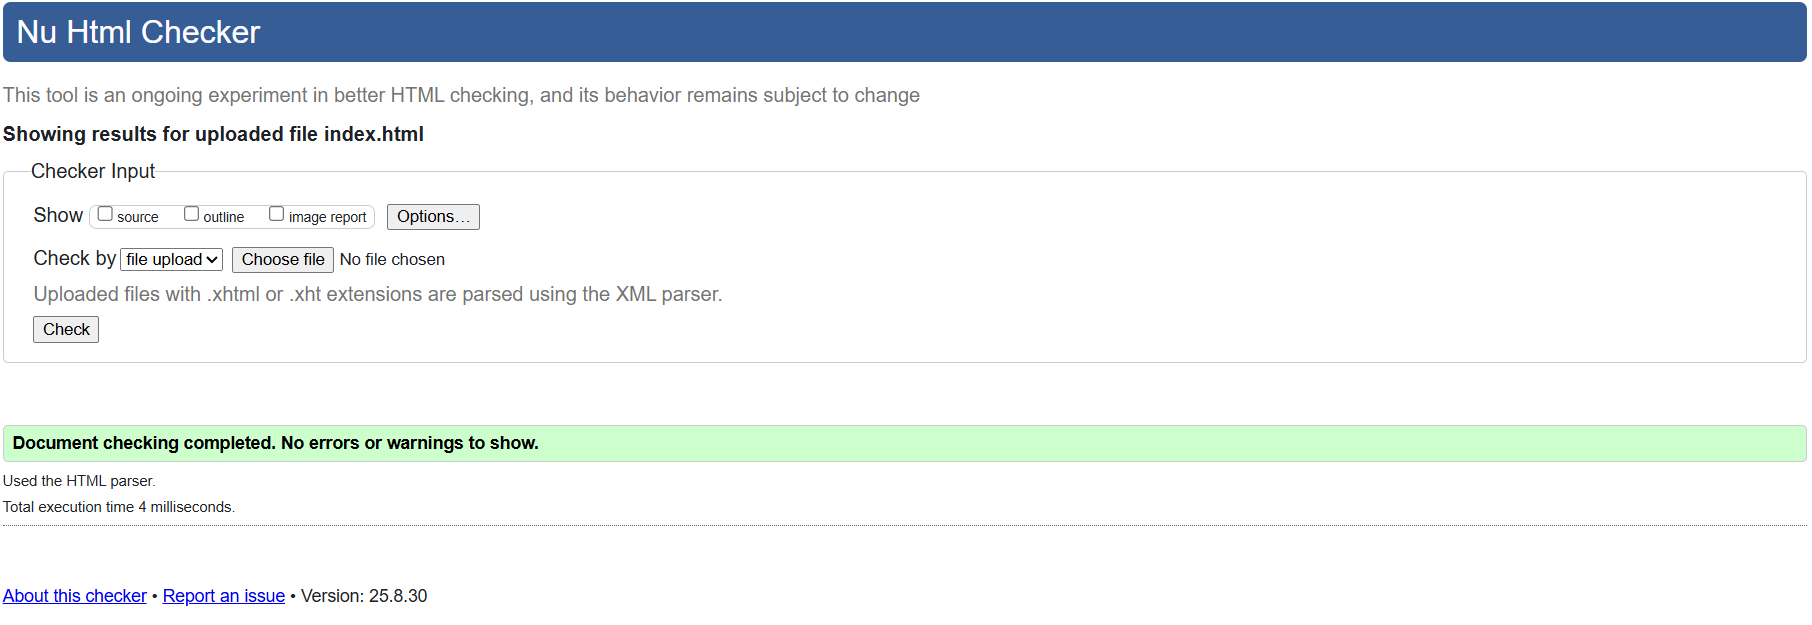 Nu Html Checker
This tool is an ongoing experiment in better HTML checking, and its behavior remains subject to change
Showing results for uploaded file index.html
Checker Input
Show source outline image report Options...
Check by file upload Choose file No file chosen
Uploaded files with .xhtml or .xht extensions are parsed using the XML parser.
Check
Document checking completed. No errors or warnings to show.
Used the HTML parser.
Total execution time 4 milliseconds.
About this checker • Report an issue • Version: 25.8.30